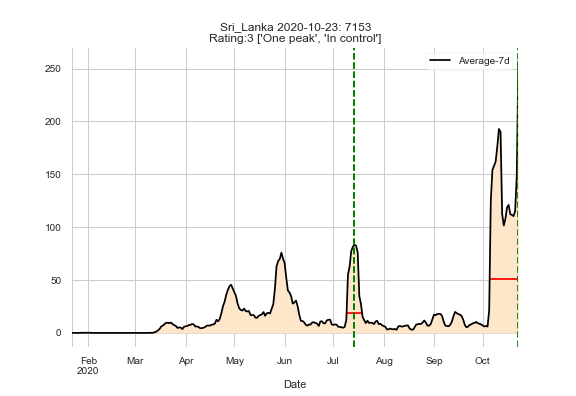 Sri_Lanka 2020-10-23: 7153
Rating:3 ['One peak', 'In control']
Average-7d
250
200
150
100
50
0
Feb Mar Apr May Jun Jul Aug Sep Oct
2020
Date